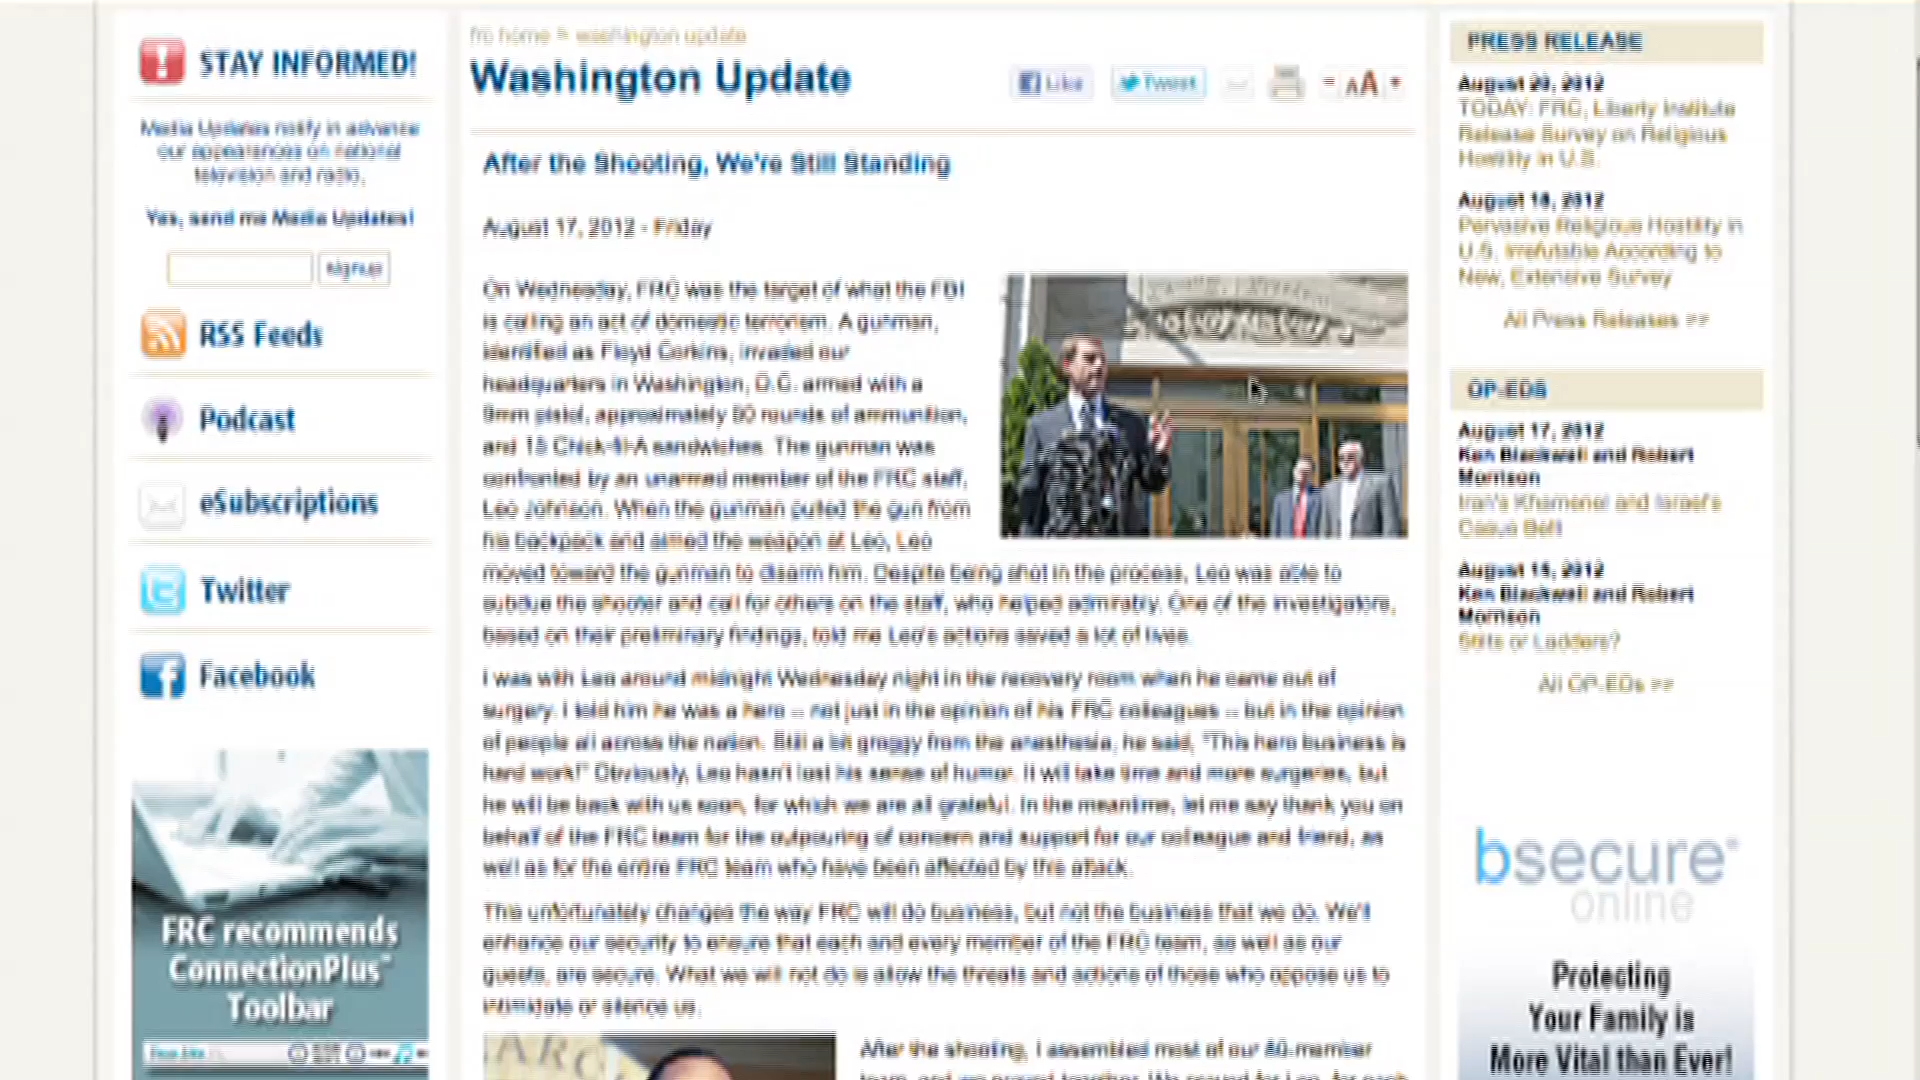 STAY INFORMED!
Media Updates notify in advance
our appearances on national
television and radio.
Yes, send me Media Updates!
signup
RSS Feeds
Podcast
eSubscriptions
Twitter
Facebook
FRC recommends
ConnectionPlus™
Toolbar
frc home > washington update
Washington Update
Like
Tweet
- AA +
After the Shooting, We're Still Standing
August 17, 2012 - Friday
On Wednesday, FRC was the target of what the FBI
is calling an act of domestic terrorism. A gunman,
identified as Floyd Corkins, invaded our
headquarters in Washington, D.C. armed with a
9mm pistol, approximately 50 rounds of ammunition,
and 15 Chick-fil-A sandwiches. The gunman was
confronted by an unarmed member of the FRC staff,
Leo Johnson. When the gunman pulled the gun from
his backpack and aimed the weapon at Leo, Leo
moved toward the gunman to disarm him. Despite being shot in the process, Leo was able to
subdue the shooter and call for others on the staff, who helped admirably. One of the investigators,
based on their preliminary findings, told me Leo's actions saved a lot of lives.
I was with Leo around midnight Wednesday night in the recovery room when he came out of
surgery. I told him he was a hero -- not just in the opinion of his FRC colleagues -- but in the opinion
of people all across the nation. Still a bit groggy from the anesthesia, he said, "This hero business is
hard work!" Obviously, Leo hasn't lost his sense of humor. It will take time and more surgeries, but
he will be back with us soon, for which we are all grateful. In the meantime, let me say thank you on
behalf of the FRC team for the outpouring of concern and support for our colleague and friend, as
well as for the entire FRC team who have been affected by this attack.
This unfortunately changes the way FRC will do business, but not the business that we do. We'll
enhance our security to ensure that each and every member of the FRC team, as well as our
guests, are secure. What we will not do is allow the threats and actions of those who oppose us to
intimidate or silence us.
After the shooting, I assembled most of our 80-member
PRESS RELEASE
August 20, 2012
TODAY: FRC, Liberty Institute
Release Survey on Religious
Hostility in U.S.
August 18, 2012
Pervasive Religious Hostility in
U.S. Irrefutable According to
New, Extensive Survey
All Press Releases >>
OP-EDS
August 17, 2012
Ken Blackwell and Robert
Morrison
Iran's Khamenei and Israel's
Casus Belli
August 15, 2012
Ken Blackwell and Robert
Morrison
Stilts or Ladders?
All OP-EDs >>
bsecure
online
Protecting
Your Family is
More Vital than Ever!